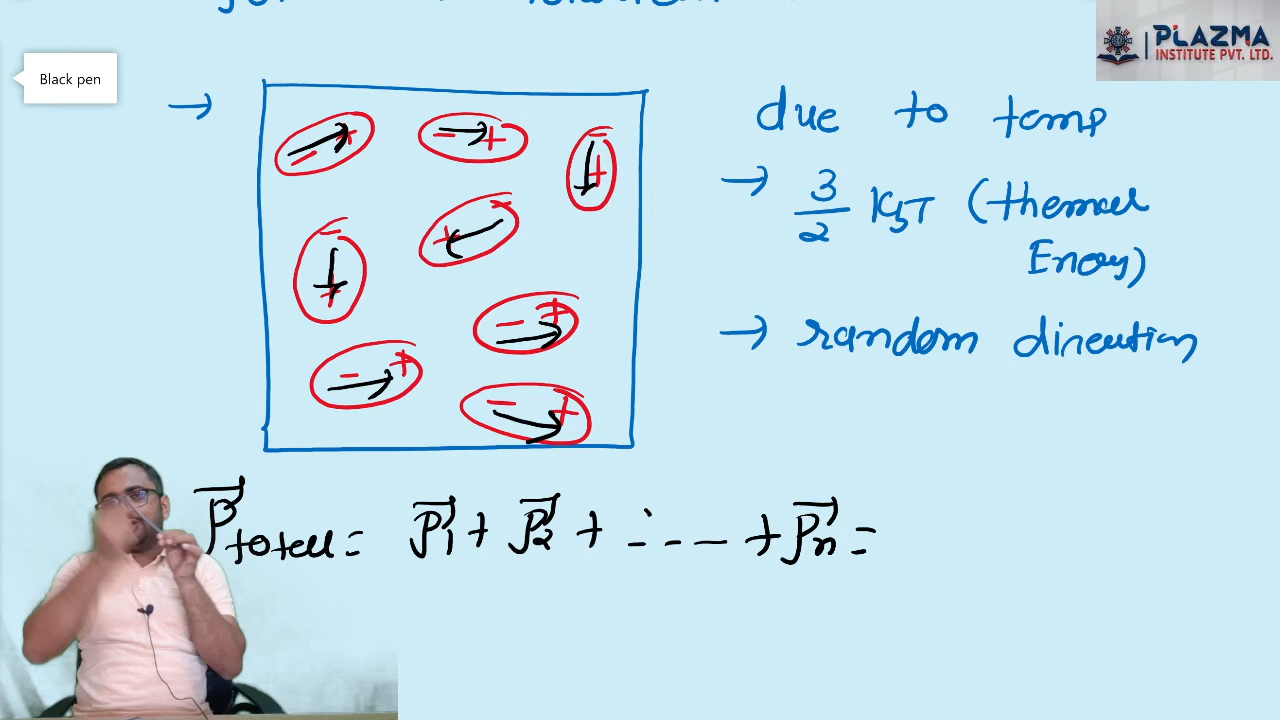 PLAZMA
INSTITUTE PVT. LTD.
Black pen
→
due to temp
→ 3/2 KbT (thermal
Energy)
→ random direction
- +
- +
- +
- +
- +
- +
- +
- +
P⃗total = P⃗1 + P⃗2 + ..... + P⃗n =